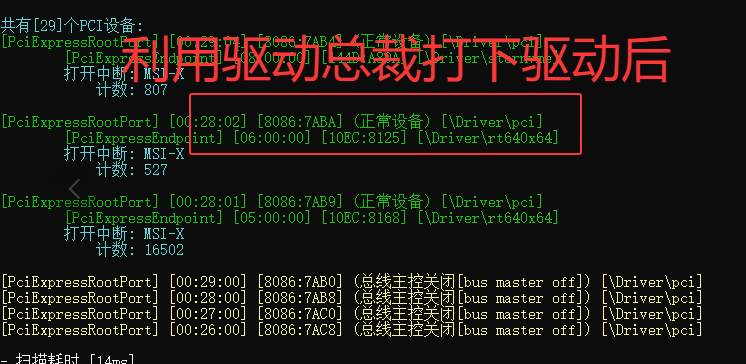 共有[29]个PCI设备:
利用驱动总裁打下驱动后
[PciExpressRootPort] [00:29:04] [8086:7AB4] (正常设备) [\Driver\pci]
打开中断: MSI-X
计数: 807
[PciExpressRootPort] [00:28:02] [8086:7ABA] (正常设备) [\Driver\pci]
[PciExpressEndpoint] [06:00:00] [10EC:8125] [\Driver\rt640x64]
打开中断: MSI-X
计数: 527
[PciExpressRootPort] [00:28:01] [8086:7AB9] (正常设备) [\Driver\pci]
[PciExpressEndpoint] [05:00:00] [10EC:8168] [\Driver\rt640x64]
打开中断: MSI-X
计数: 16502
[PciExpressRootPort] [00:29:00] [8086:7AB0] (总线主控关闭[bus master off]) [\Driver\pci]
[PciExpressRootPort] [00:28:00] [8086:7AB8] (总线主控关闭[bus master off]) [\Driver\pci]
[PciExpressRootPort] [00:27:00] [8086:7AC0] (总线主控关闭[bus master off]) [\Driver\pci]
[PciExpressRootPort] [00:26:00] [8086:7AC8] (总线主控关闭[bus master off]) [\Driver\pci]
- 扫描耗时 [14ms]